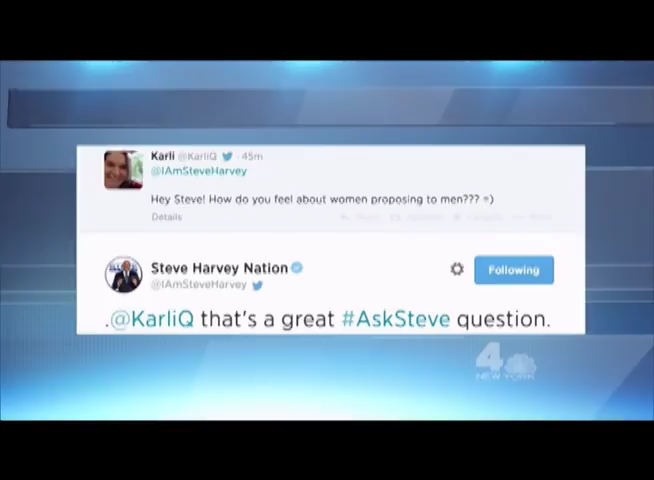 Karli @KarliQ · 45m
@IAmSteveHarvey
Hey Steve! How do you feel about women proposing to men??? =)
Details
Steve Harvey Nation
@IAmSteveHarvey
Following
.@KarliQ that's a great #AskSteve question.
4
NEW YORK